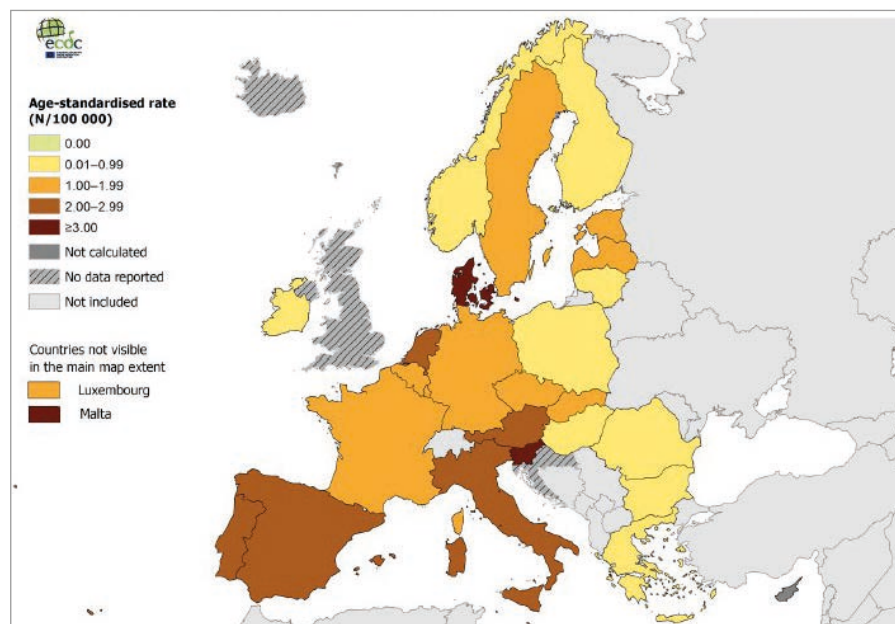 ecdc
Age-standardised rate
(N/100 000)
0.00
0.01–0.99
1.00–1.99
2.00–2.99
≥3.00
Not calculated
No data reported
Not included
Countries not visible
in the main map extent
Luxembourg
Malta